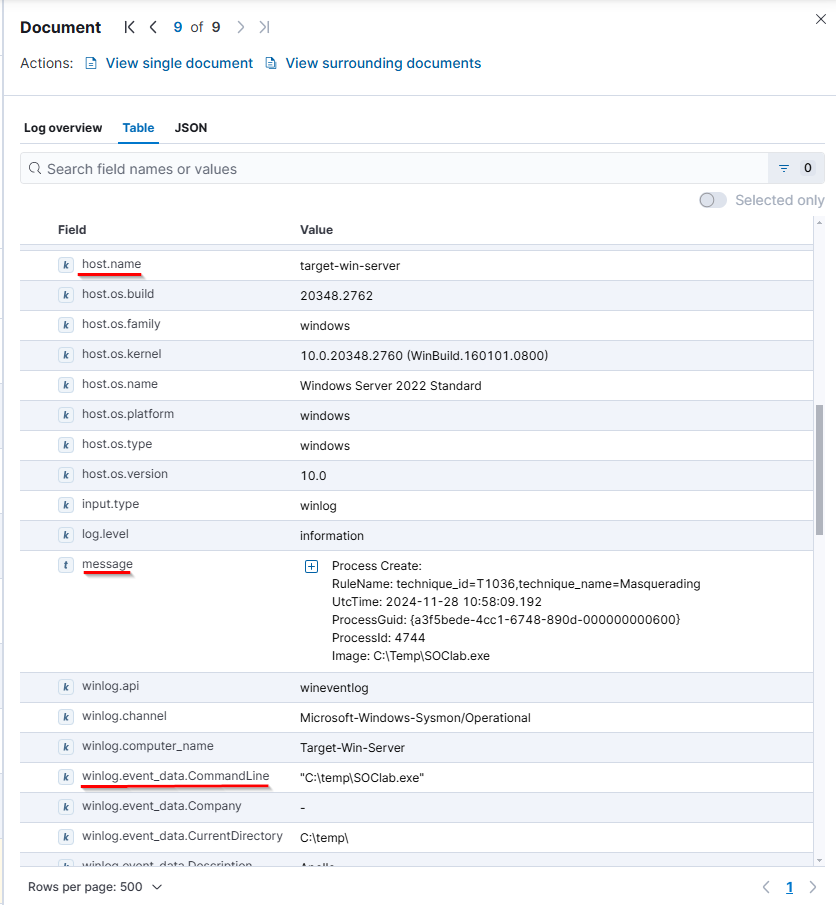 Document 9 of 9
Actions: View single document View surrounding documents
Log overview Table JSON
Search field names or values 0
Selected only
Field Value
k host.name target-win-server
k host.os.build 20348.2762
k host.os.family windows
k host.os.kernel 10.0.20348.2760 (WinBuild.160101.0800)
k host.os.name Windows Server 2022 Standard
k host.os.platform windows
k host.os.type windows
k host.os.version 10.0
k input.type winlog
k log.level information
t message Process Create:
RuleName: technique_id=T1036,technique_name=Masquerading
UtcTime: 2024-11-28 10:58:09.192
ProcessGuid: {a3f5bede-4cc1-6748-890d-000000000600}
ProcessId: 4744
Image: C:\Temp\SOClab.exe
k winlog.api wineventlog
k winlog.channel Microsoft-Windows-Sysmon/Operational
k winlog.computer_name Target-Win-Server
k winlog.event_data.CommandLine "C:\temp\SOClab.exe"
k winlog.event_data.Company -
k winlog.event_data.CurrentDirectory C:\temp\
k winlog.event_data.Description Apollo
Rows per page: 500 1